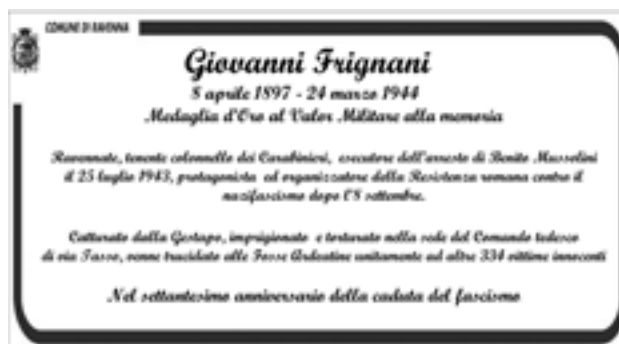 COMUNE DI RAVENNA
Giovanni Frignani
8 aprile 1897 - 24 marzo 1944
Medaglia d'Oro al Valor Militare alla memoria
Ravennate, tenente colonnello dei Carabinieri, esecutore dell'arresto di Benito Mussolini
il 25 luglio 1943, protagonista ed organizzatore della Resistenza romana contro il
nazifascismo dopo l'8 settembre.
Catturato dalla Gestapo, imprigionato e torturato nella sede del Comando tedesco
di via Tasso, venne trucidato alle Fosse Ardeatine unitamente ad altre 334 vittime innocenti
Nel settantesimo anniversario della caduta del fascismo